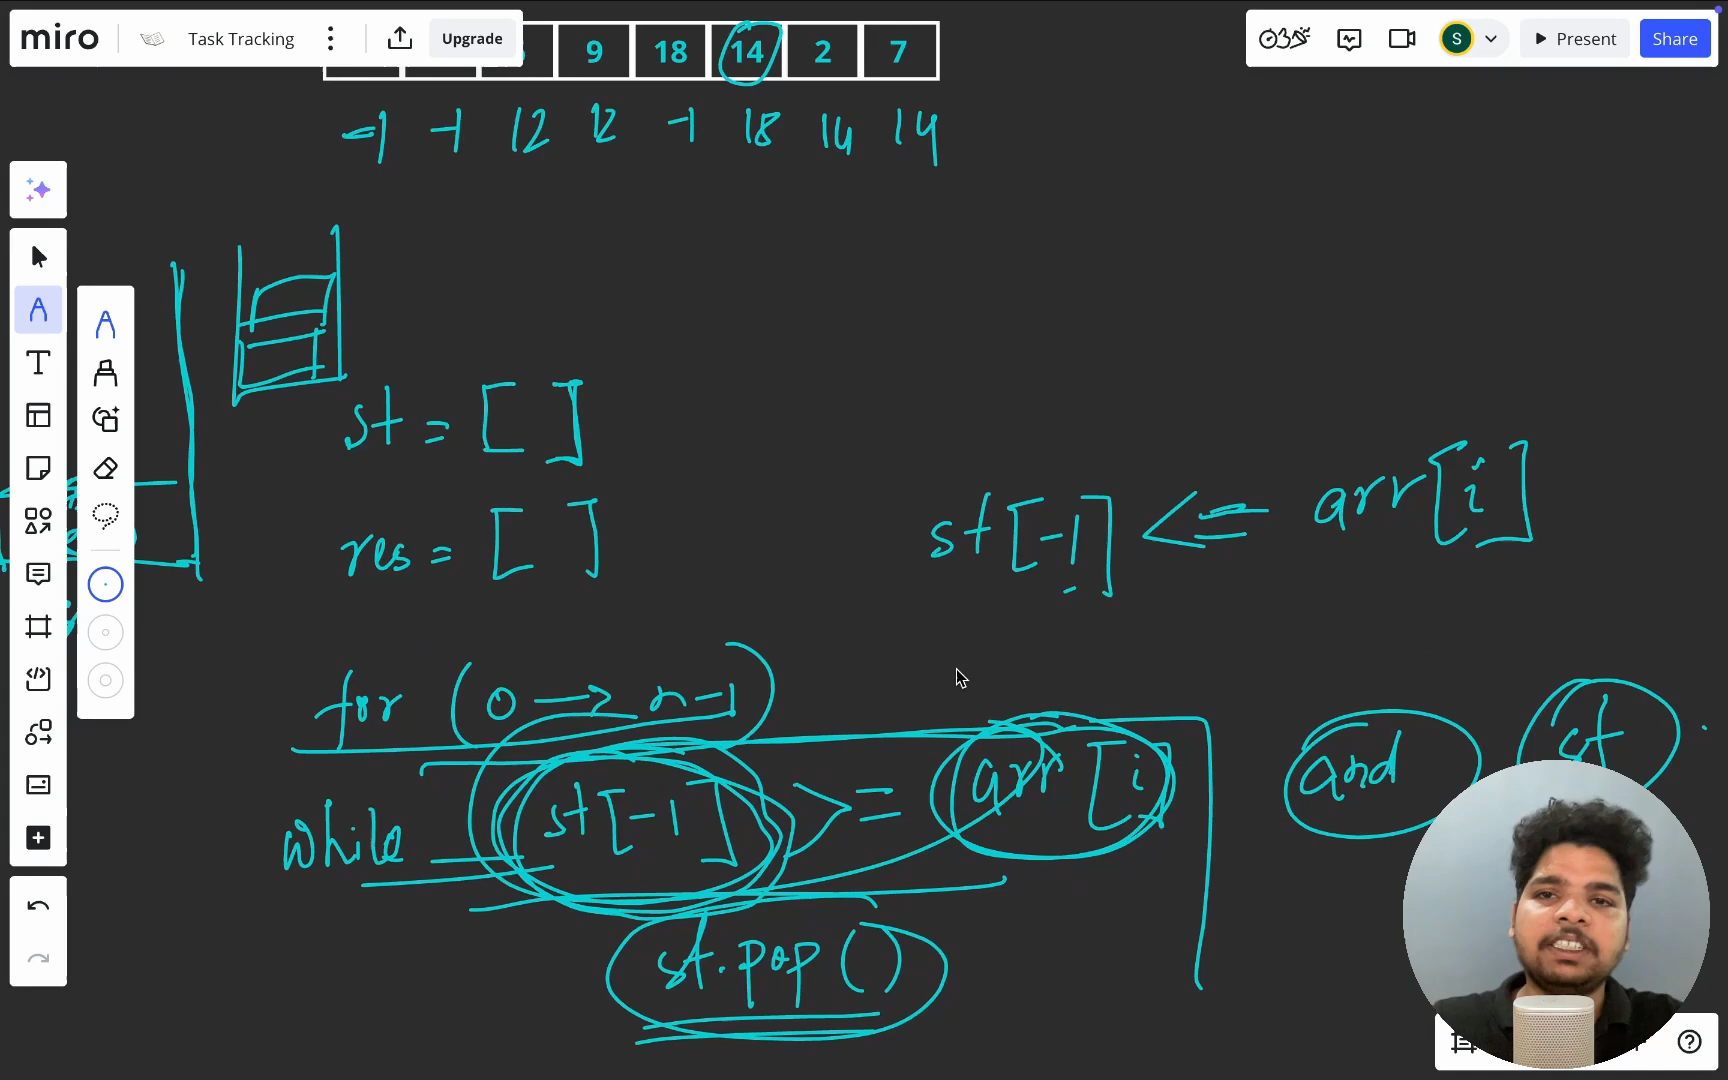 miro Task Tracking Upgrade
Present Share
S
9 18 14 2 7
-1 -1 12 12 -1 18 14 14
st = [ ]
res = [ ]
st[-1] <= arr[i]
for (0 → n-1)
while st[-1] >= arr[i] and st
st.pop()